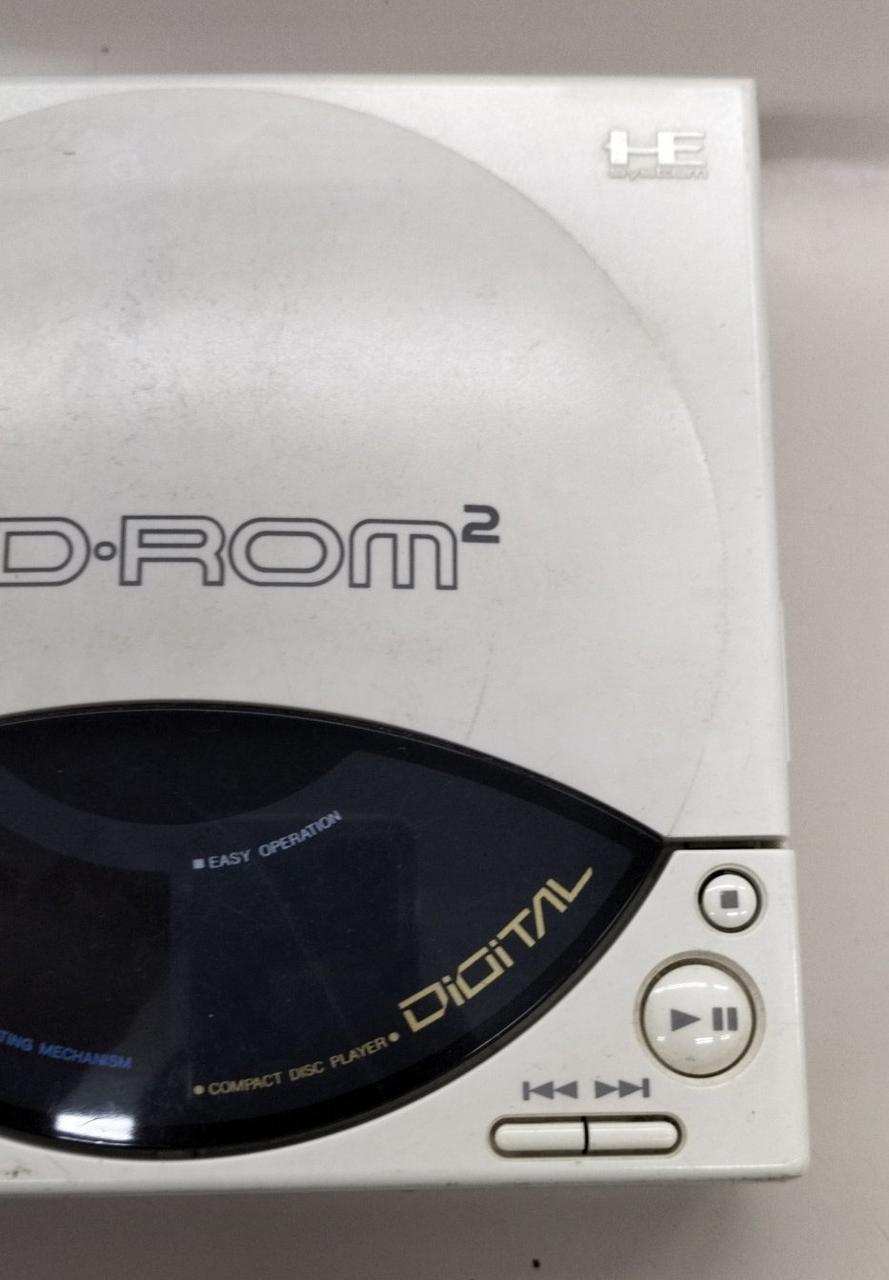 HE
system
D·ROM²
■ EASY OPERATION
DiGiTAL
TING MECHANISM
• COMPACT DISC PLAYER •